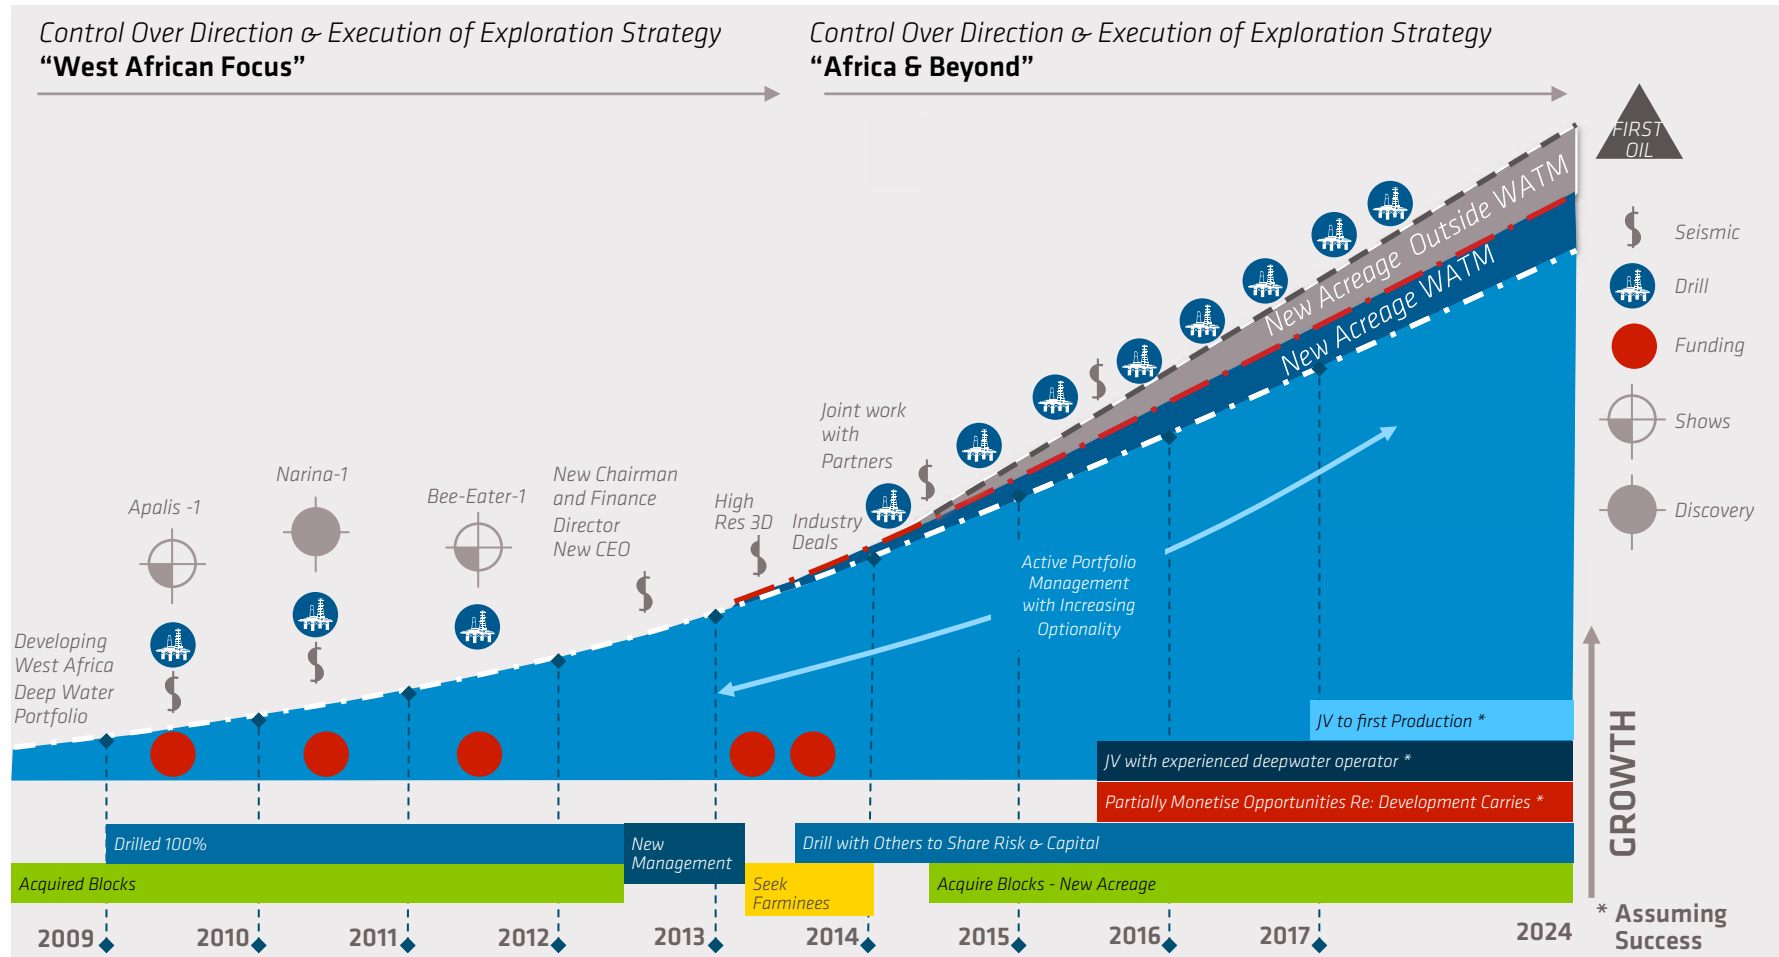 Control Over Direction & Execution of Exploration Strategy
“West African Focus”
Control Over Direction & Execution of Exploration Strategy
“Africa & Beyond”
FIRST
OIL
Seismic
Drill
Funding
Shows
Discovery
New Acreage Outside WATM
New Acreage WATM
Joint work
with
Partners
Narina-1
Bee-Eater-1
Apalis -1
New Chairman
and Finance
Director
New CEO
High
Res 3D
Industry
Deals
Developing
West Africa
Deep Water
Portfolio
Active Portfolio
Management
with Increasing
Optionality
JV to first Production *
JV with experienced deepwater operator *
Partially Monetise Opportunities Re: Development Carries *
Drilled 100%
New
Management
Drill with Others to Share Risk & Capital
Acquired Blocks
Seek
Farminees
Acquire Blocks - New Acreage
GROWTH
2009
2010
2011
2012
2013
2014
2015
2016
2017
2024
* Assuming
Success